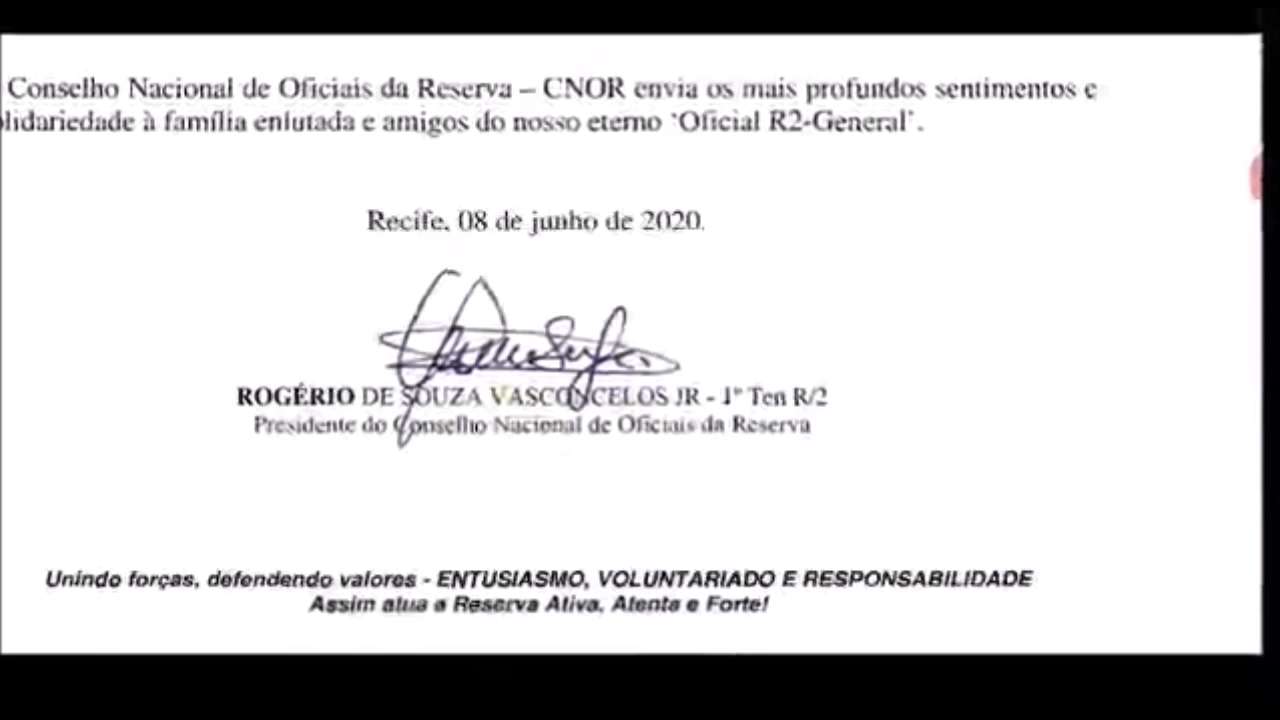 Conselho Nacional de Oficiais da Reserva – CNOR envia os mais profundos sentimentos e
lidariedade à família enlutada e amigos do nosso eterno ‘Oficial R2-General’.
Recife, 08 de junho de 2020.
ROGÉRIO DE SOUZA VASCONCELOS JR - 1º Ten R/2
Presidente do Conselho Nacional de Oficiais da Reserva
Unindo forças, defendendo valores - ENTUSIASMO, VOLUNTARIADO E RESPONSABILIDADE
Assim atua a Reserva Ativa, Atenta e Forte!